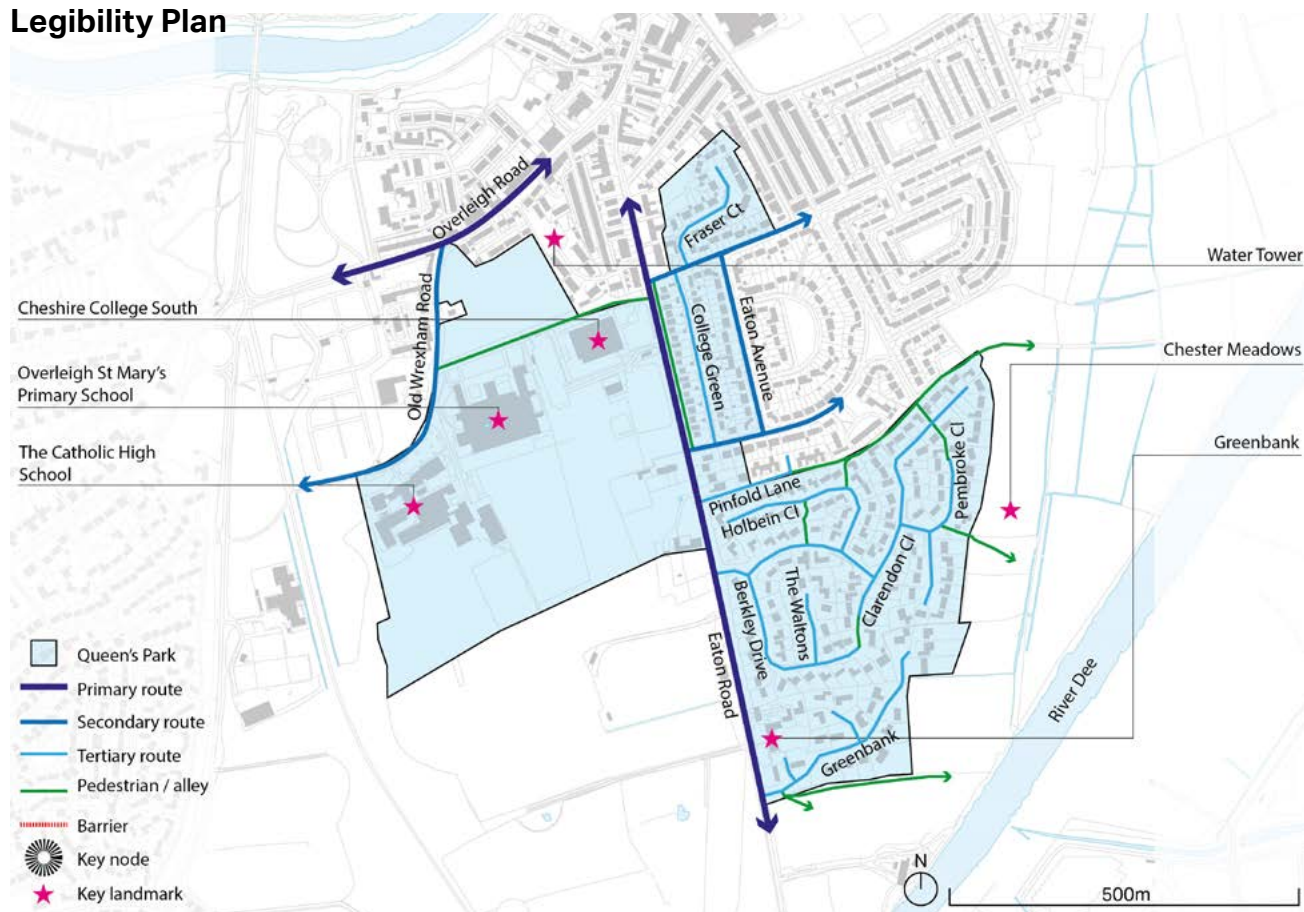 Legibility Plan
Overleigh Road
Fraser Ct
Water Tower
Cheshire College South
Old Wrexham Road
College Green
Eaton Avenue
Chester Meadows
Overleigh St Mary's
Primary School
Greenbank
The Catholic High
School
Pembroke Cl
Pinfold Lane
Holbein Cl
Clarendon Cl
The Waltons
Berkley Drive
Eaton Road
River Dee
Greenbank
Queen's Park
Primary route
Secondary route
Tertiary route
Pedestrian / alley
Barrier
Key node
Key landmark
N
500m